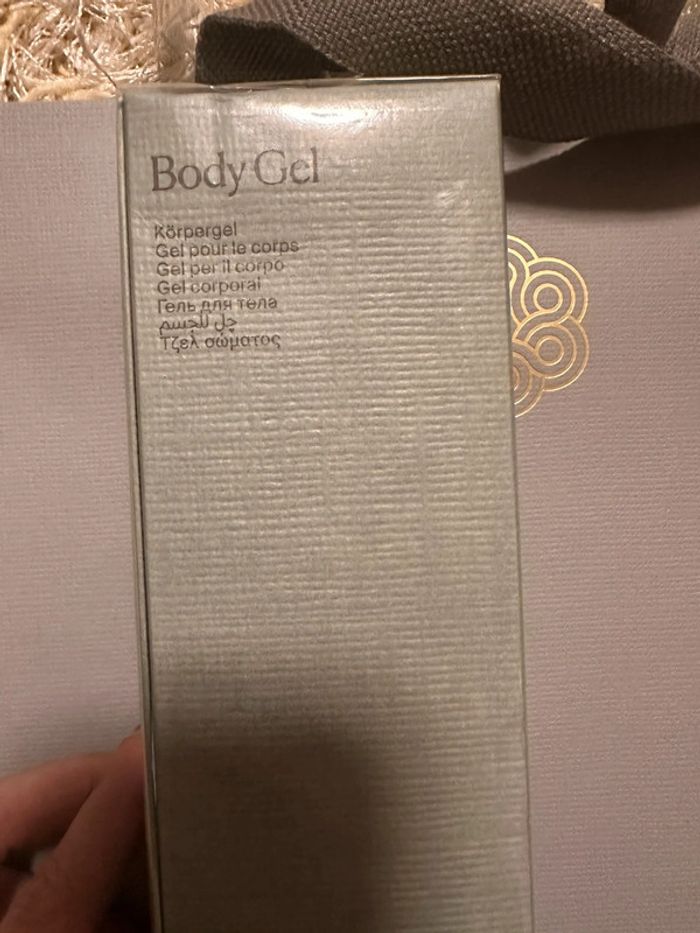 Body Gel
Körpergel
Gel pour le corps
Gel per il corpo
Gel corporal
Гель для тела
چل للجسم
Τζελ σώματος